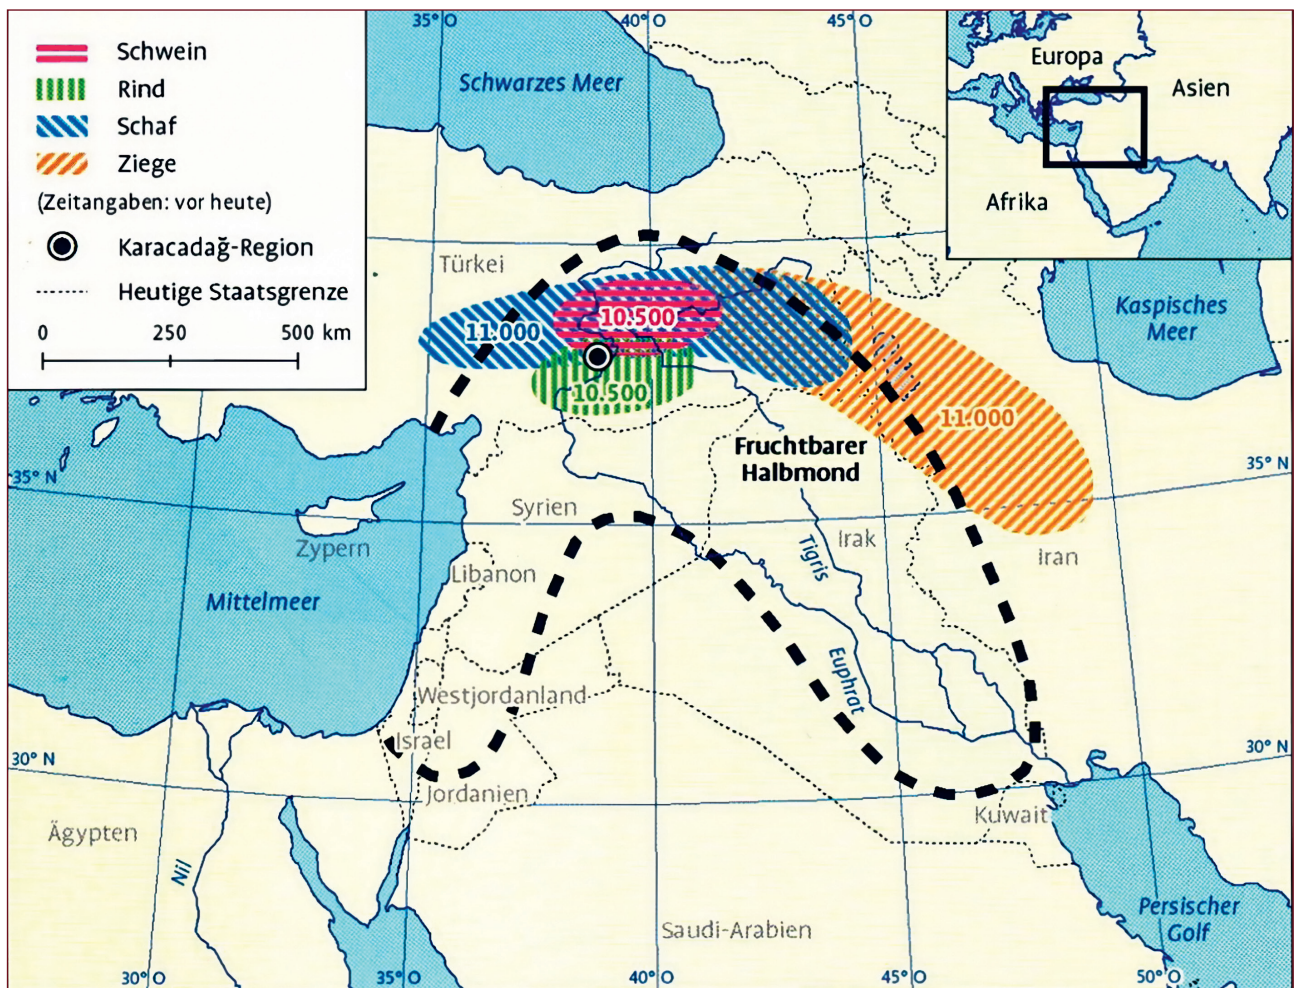 Schwein
Rind
Schaf
Ziege
(Zeitangaben: vor heute)
Karacadağ-Region
Heutige Staatsgrenze
0 250 500 km
35° O
40° O
45° O
Schwarzes Meer
Europa
Asien
Afrika
Türkei
Kaspisches
Meer
11.000
10.500
10.500
11.000
Fruchtbarer
Halbmond
35° N
35° N
Syrien
Zypern
Irak
Tigris
Iran
Libanon
Mittelmeer
Euphrat
Westjordanland
Israel
30° N
30° N
Jordanien
Kuwait
Ägypten
Nil
Saudi-Arabien
Persischer
Golf
30° O
35° O
40° O
45° O
50° O